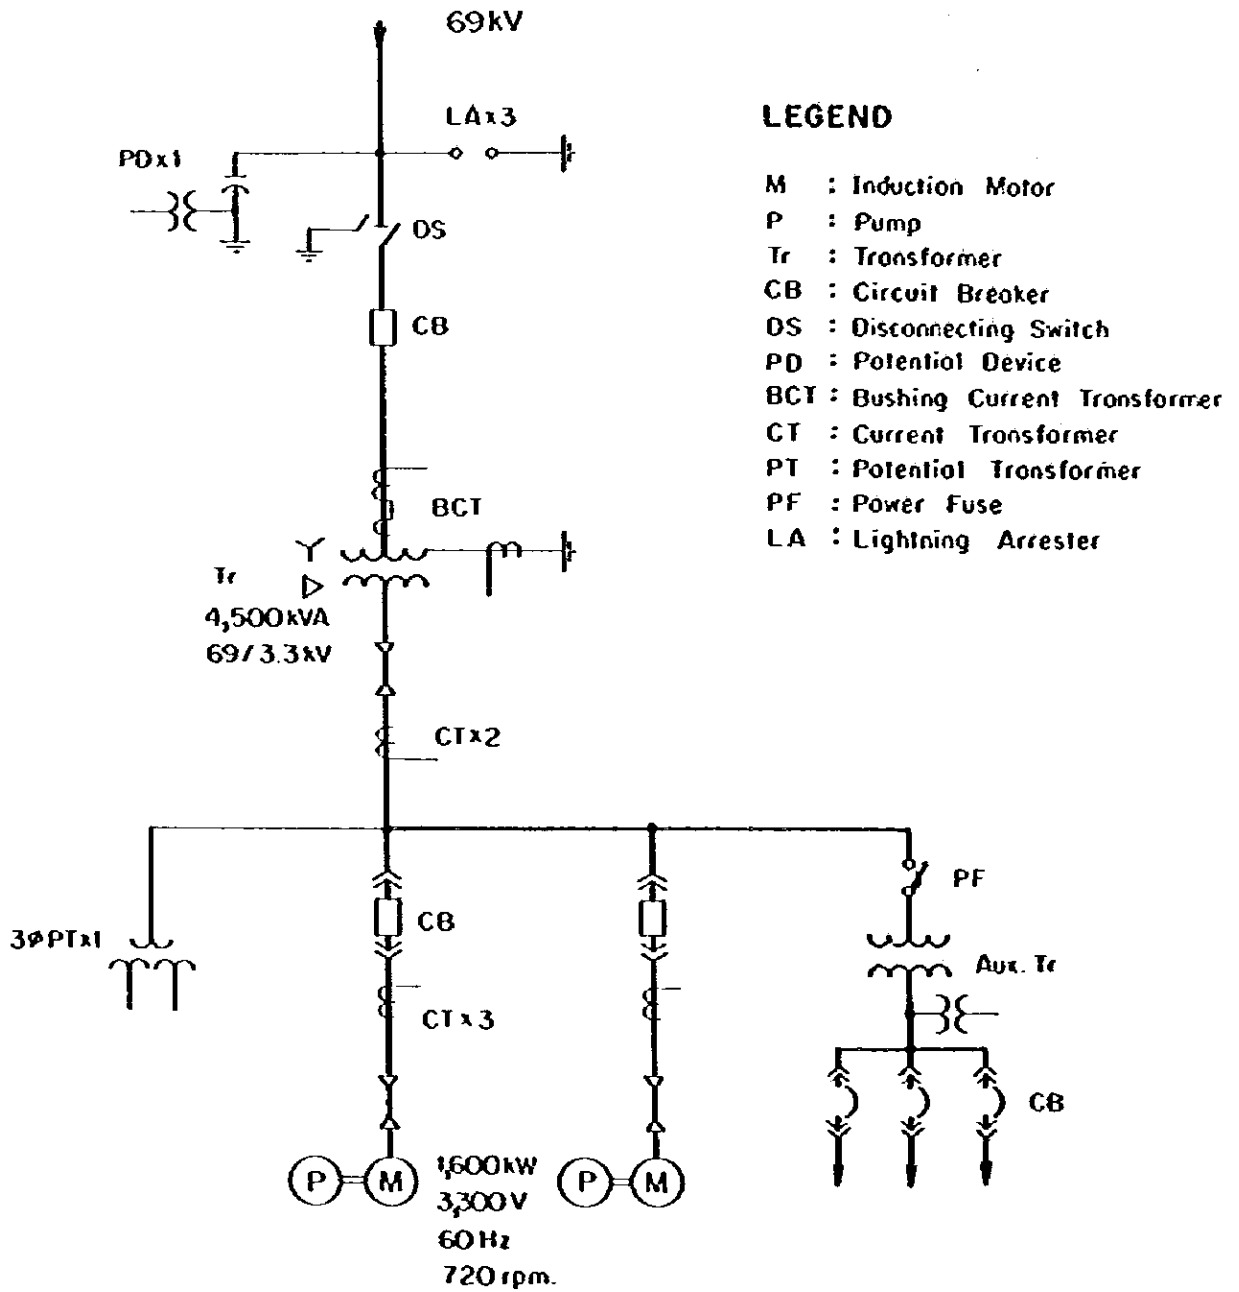 69kV
LAx3
PDx1
DS
CB
BCT
Tr
4,500kVA
69/3.3kV
CTx2
3øPTx1
CB
CTx3
PF
Aux. Tr
CB
P
M
1,600kW
3,300V
60Hz
720rpm.
P
M
LEGEND
M : Induction Motor
P : Pump
Tr : Transformer
CB : Circuit Breaker
DS : Disconnecting Switch
PD : Potential Device
BCT : Bushing Current Transformer
CT : Current Transformer
PT : Potential Transformer
PF : Power Fuse
LA : Lightning Arrester